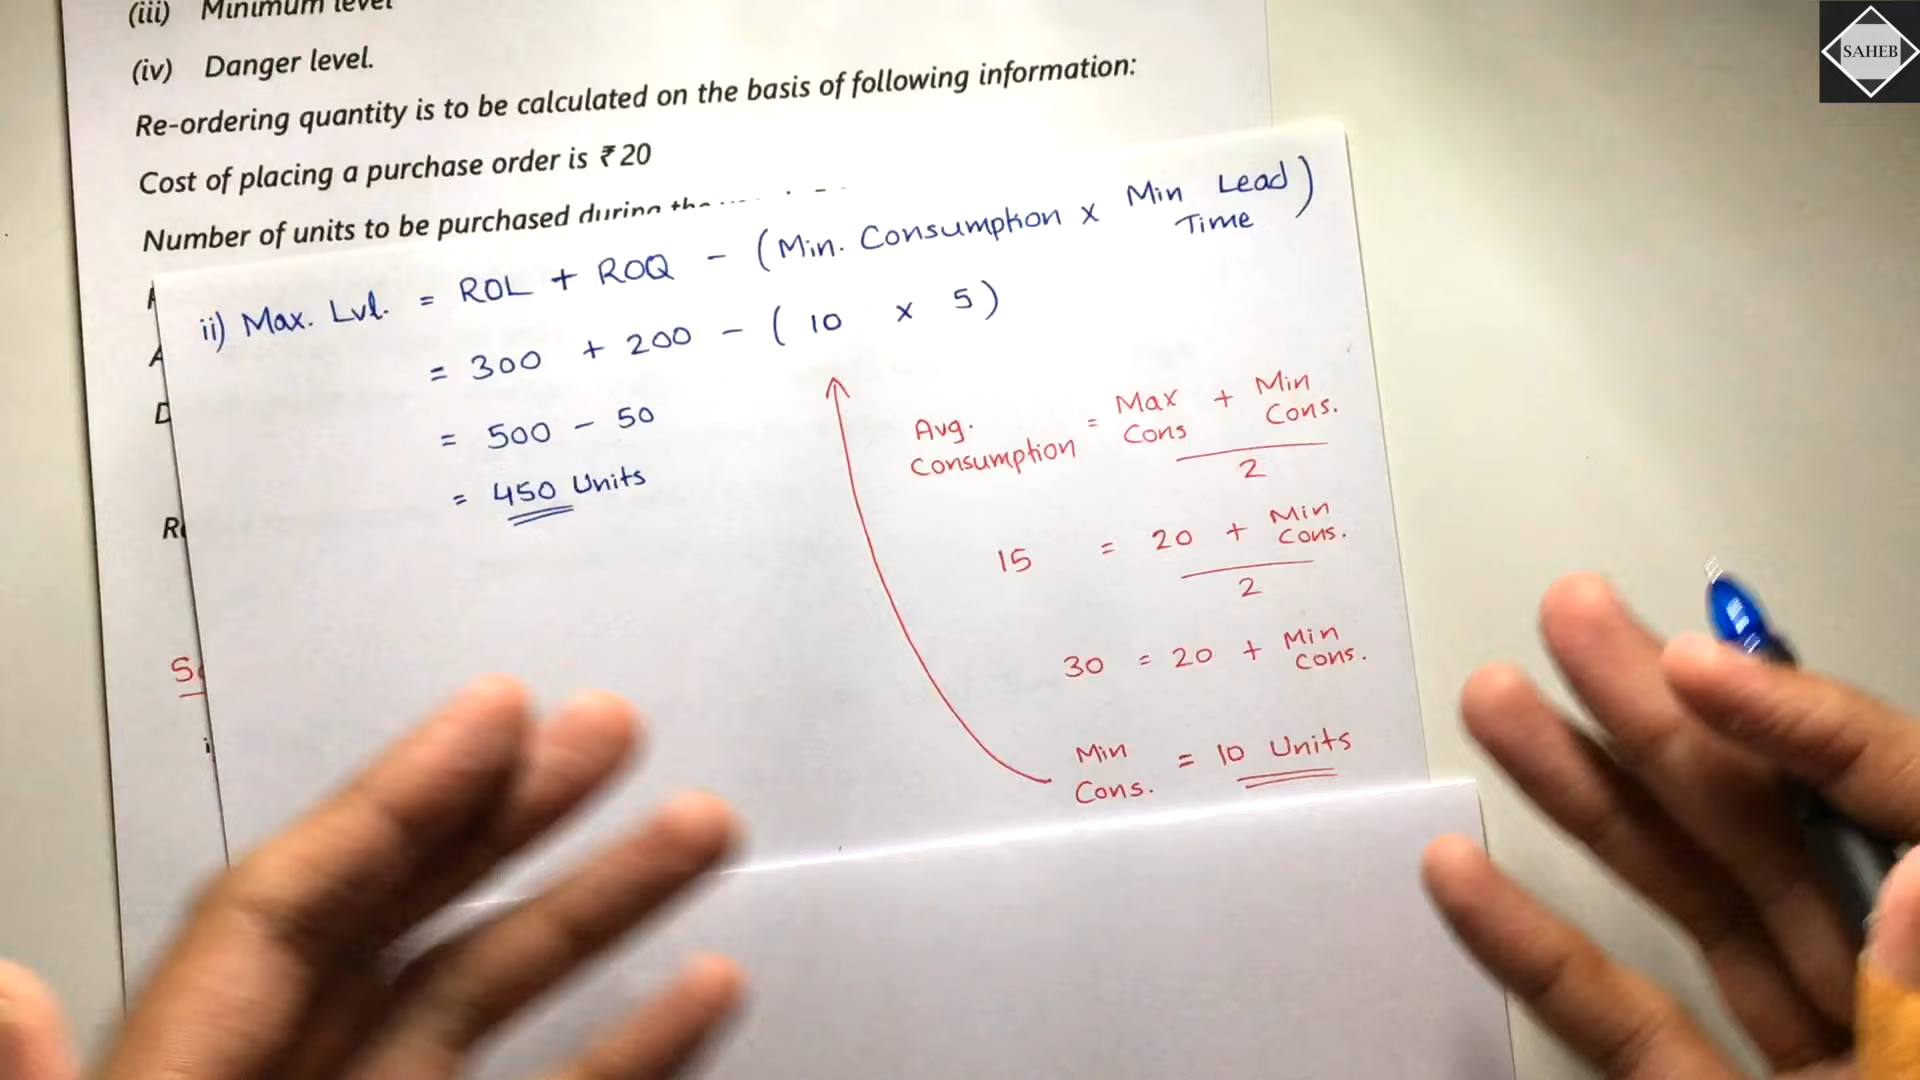 (iii) Minimum level
(iv) Danger level.
Re-ordering quantity is to be calculated on the basis of following information:
Cost of placing a purchase order is ₹ 20
Number of units to be purchased during the
ii) Max. Lvl. = ROL + ROQ - (Min. Consumption x Min Lead Time)
= 300 + 200 - ( 10 x 5 )
= 500 - 50
= 450 Units
Avg. Consumption = Max Cons + Min Cons.
2
15 = 20 + Min Cons.
2
30 = 20 + Min Cons.
Min Cons. = 10 Units
SAHEB